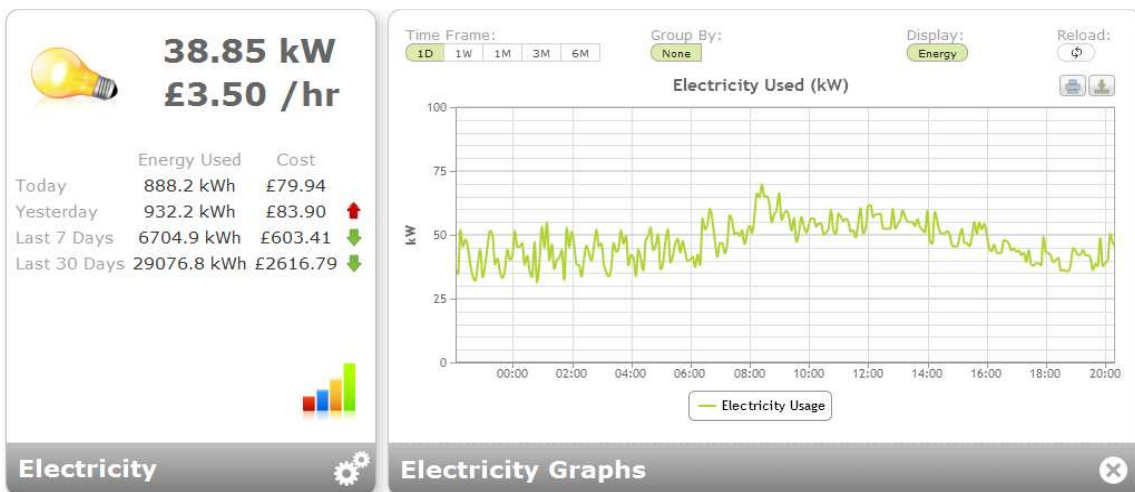 38.85 kW
£3.50 /hr
Energy Used Cost
Today 888.2 kWh £79.94
Yesterday 932.2 kWh £83.90
Last 7 Days 6704.9 kWh £603.41
Last 30 Days 29076.8 kWh £2616.79
Electricity
Time Frame: Group By: Display: Reload:
1D 1W 1M 3M 6M None Energy
Electricity Used (kW)
100
75
50
25
0
kW
00:00 02:00 04:00 06:00 08:00 10:00 12:00 14:00 16:00 18:00 20:00
Electricity Usage
Electricity Graphs